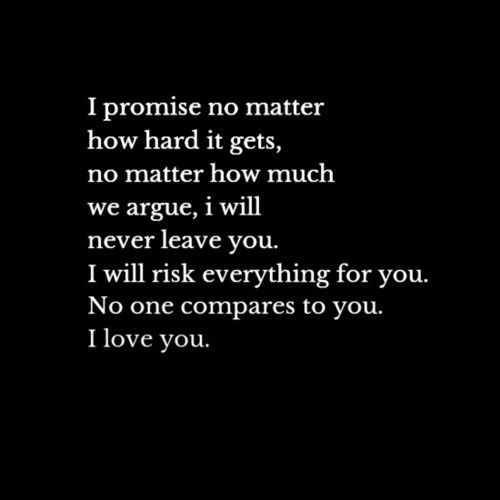 I promise no matter
how hard it gets,
no matter how much
we argue, i will
never leave you.
I will risk everything for you.
No one compares to you.
I love you.